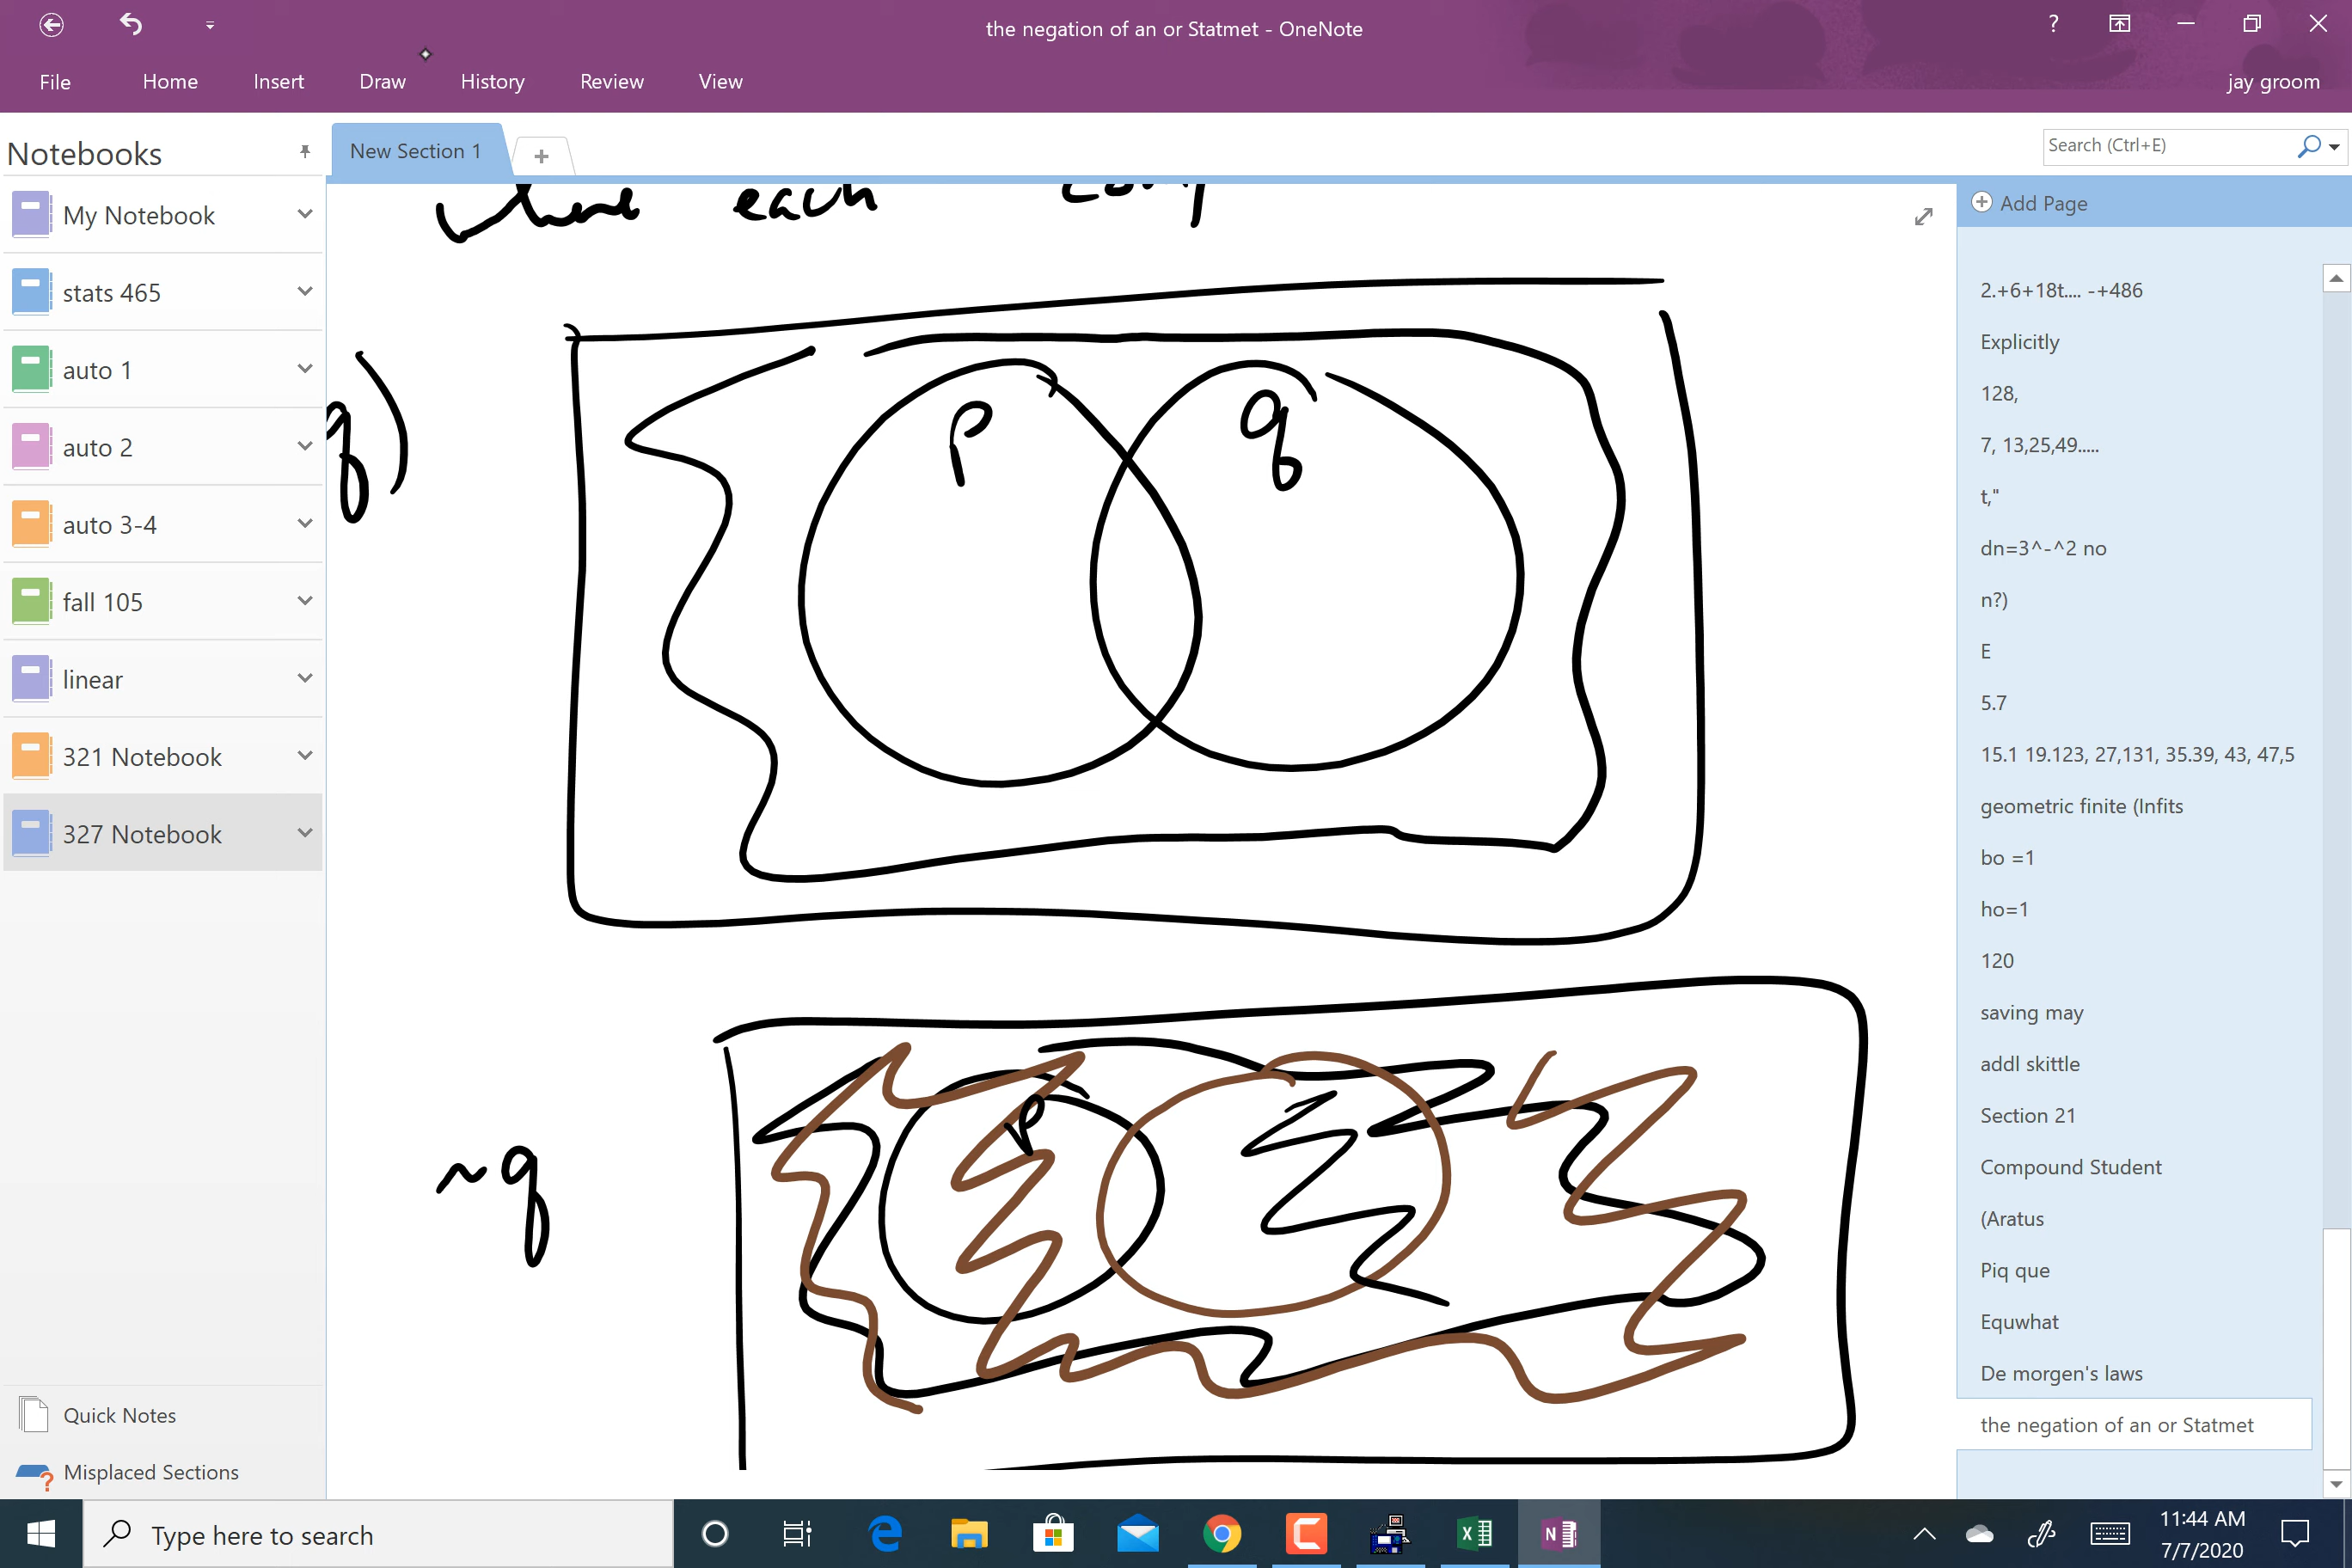 the negation of an or Statmet - OneNote
File Home Insert Draw History Review View
jay groom
Notebooks
New Section 1
Search (Ctrl+E)
My Notebook
stats 465
auto 1
auto 2
auto 3-4
fall 105
linear
321 Notebook
327 Notebook
Quick Notes
Misplaced Sections
where each
q)
p q
p
~q
Add Page
2.+6+18t.... -+486
Explicitly
128,
7, 13,25,49.....
t,"
dn=3^-^2 no
n?)
E
5.7
15.1 19.123, 27,131, 35.39, 43, 47,5
geometric finite (Infits
bo =1
ho=1
120
saving may
addl skittle
Section 21
Compound Student
(Aratus
Piq que
Equwhat
De morgen's laws
the negation of an or Statmet
Type here to search
11:44 AM
7/7/2020